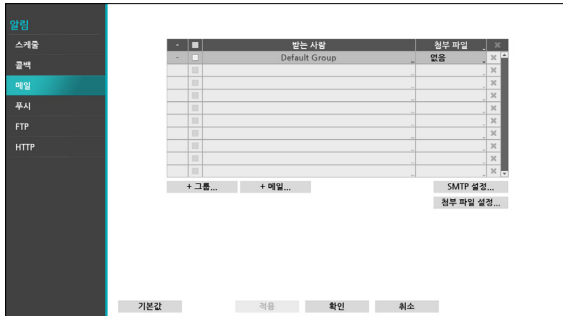 알림
스케줄
콜백
메일
푸시
FTP
HTTP
- 받는 사람 첨부 파일
- Default Group 없음
+ 그룹... + 메일... SMTP 설정...
첨부 파일 설정...
기본값 적용 확인 취소